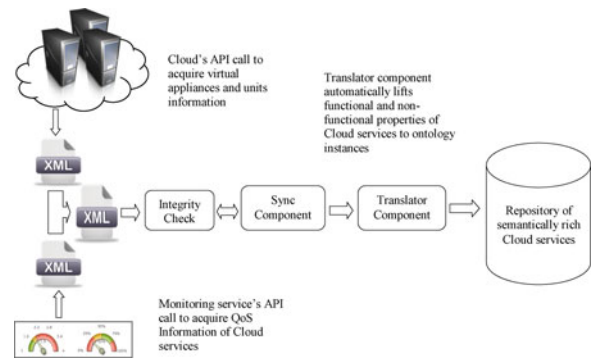 Cloud's API call to
acquire virtual
appliances and units
information
Translator component
automatically lifts
functional and non-
functional properties of
Cloud services to ontology
instances
XML
XML
XML
Integrity
Check
Sync
Component
Translator
Component
Repository of
semantically rich
Cloud services
Monitoring service's API
call to acquire QoS
Information of Cloud
services